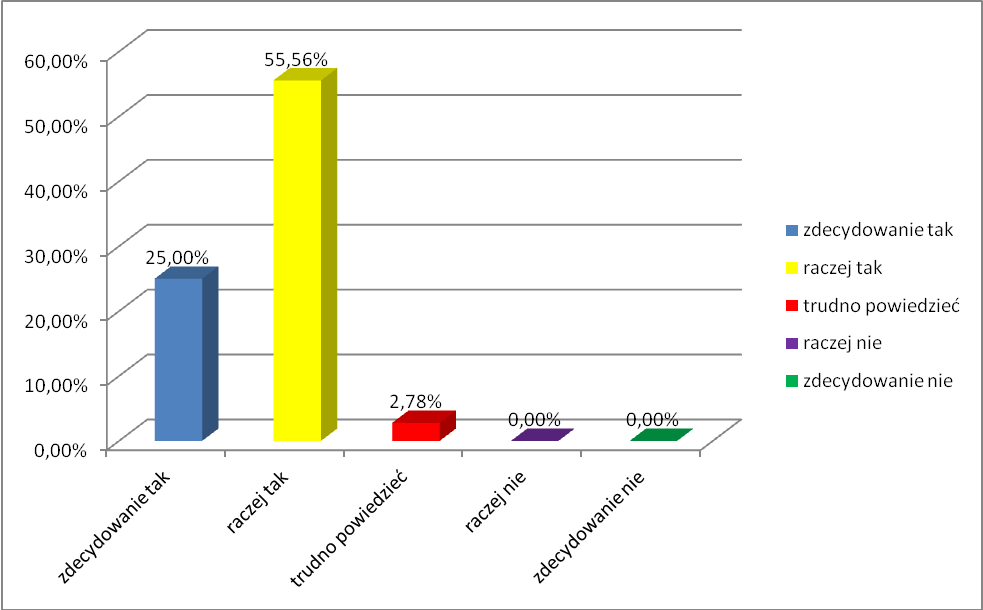 60,00%
50,00%
40,00%
30,00%
20,00%
10,00%
0,00%
25,00%
55,56%
2,78%
0,00%
0,00%
zdecydowanie tak
raczej tak
trudno powiedzieć
raczej nie
zdecydowanie nie
zdecydowanie tak
raczej tak
trudno powiedzieć
raczej nie
zdecydowanie nie